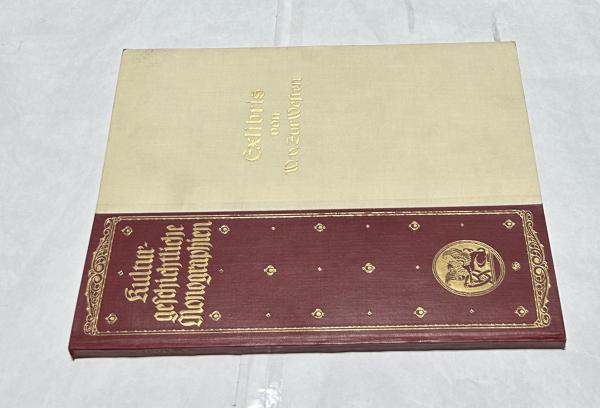 Exlibris
von
W. v. Zur Westen
Kultur-
geschichtliche
Monographien